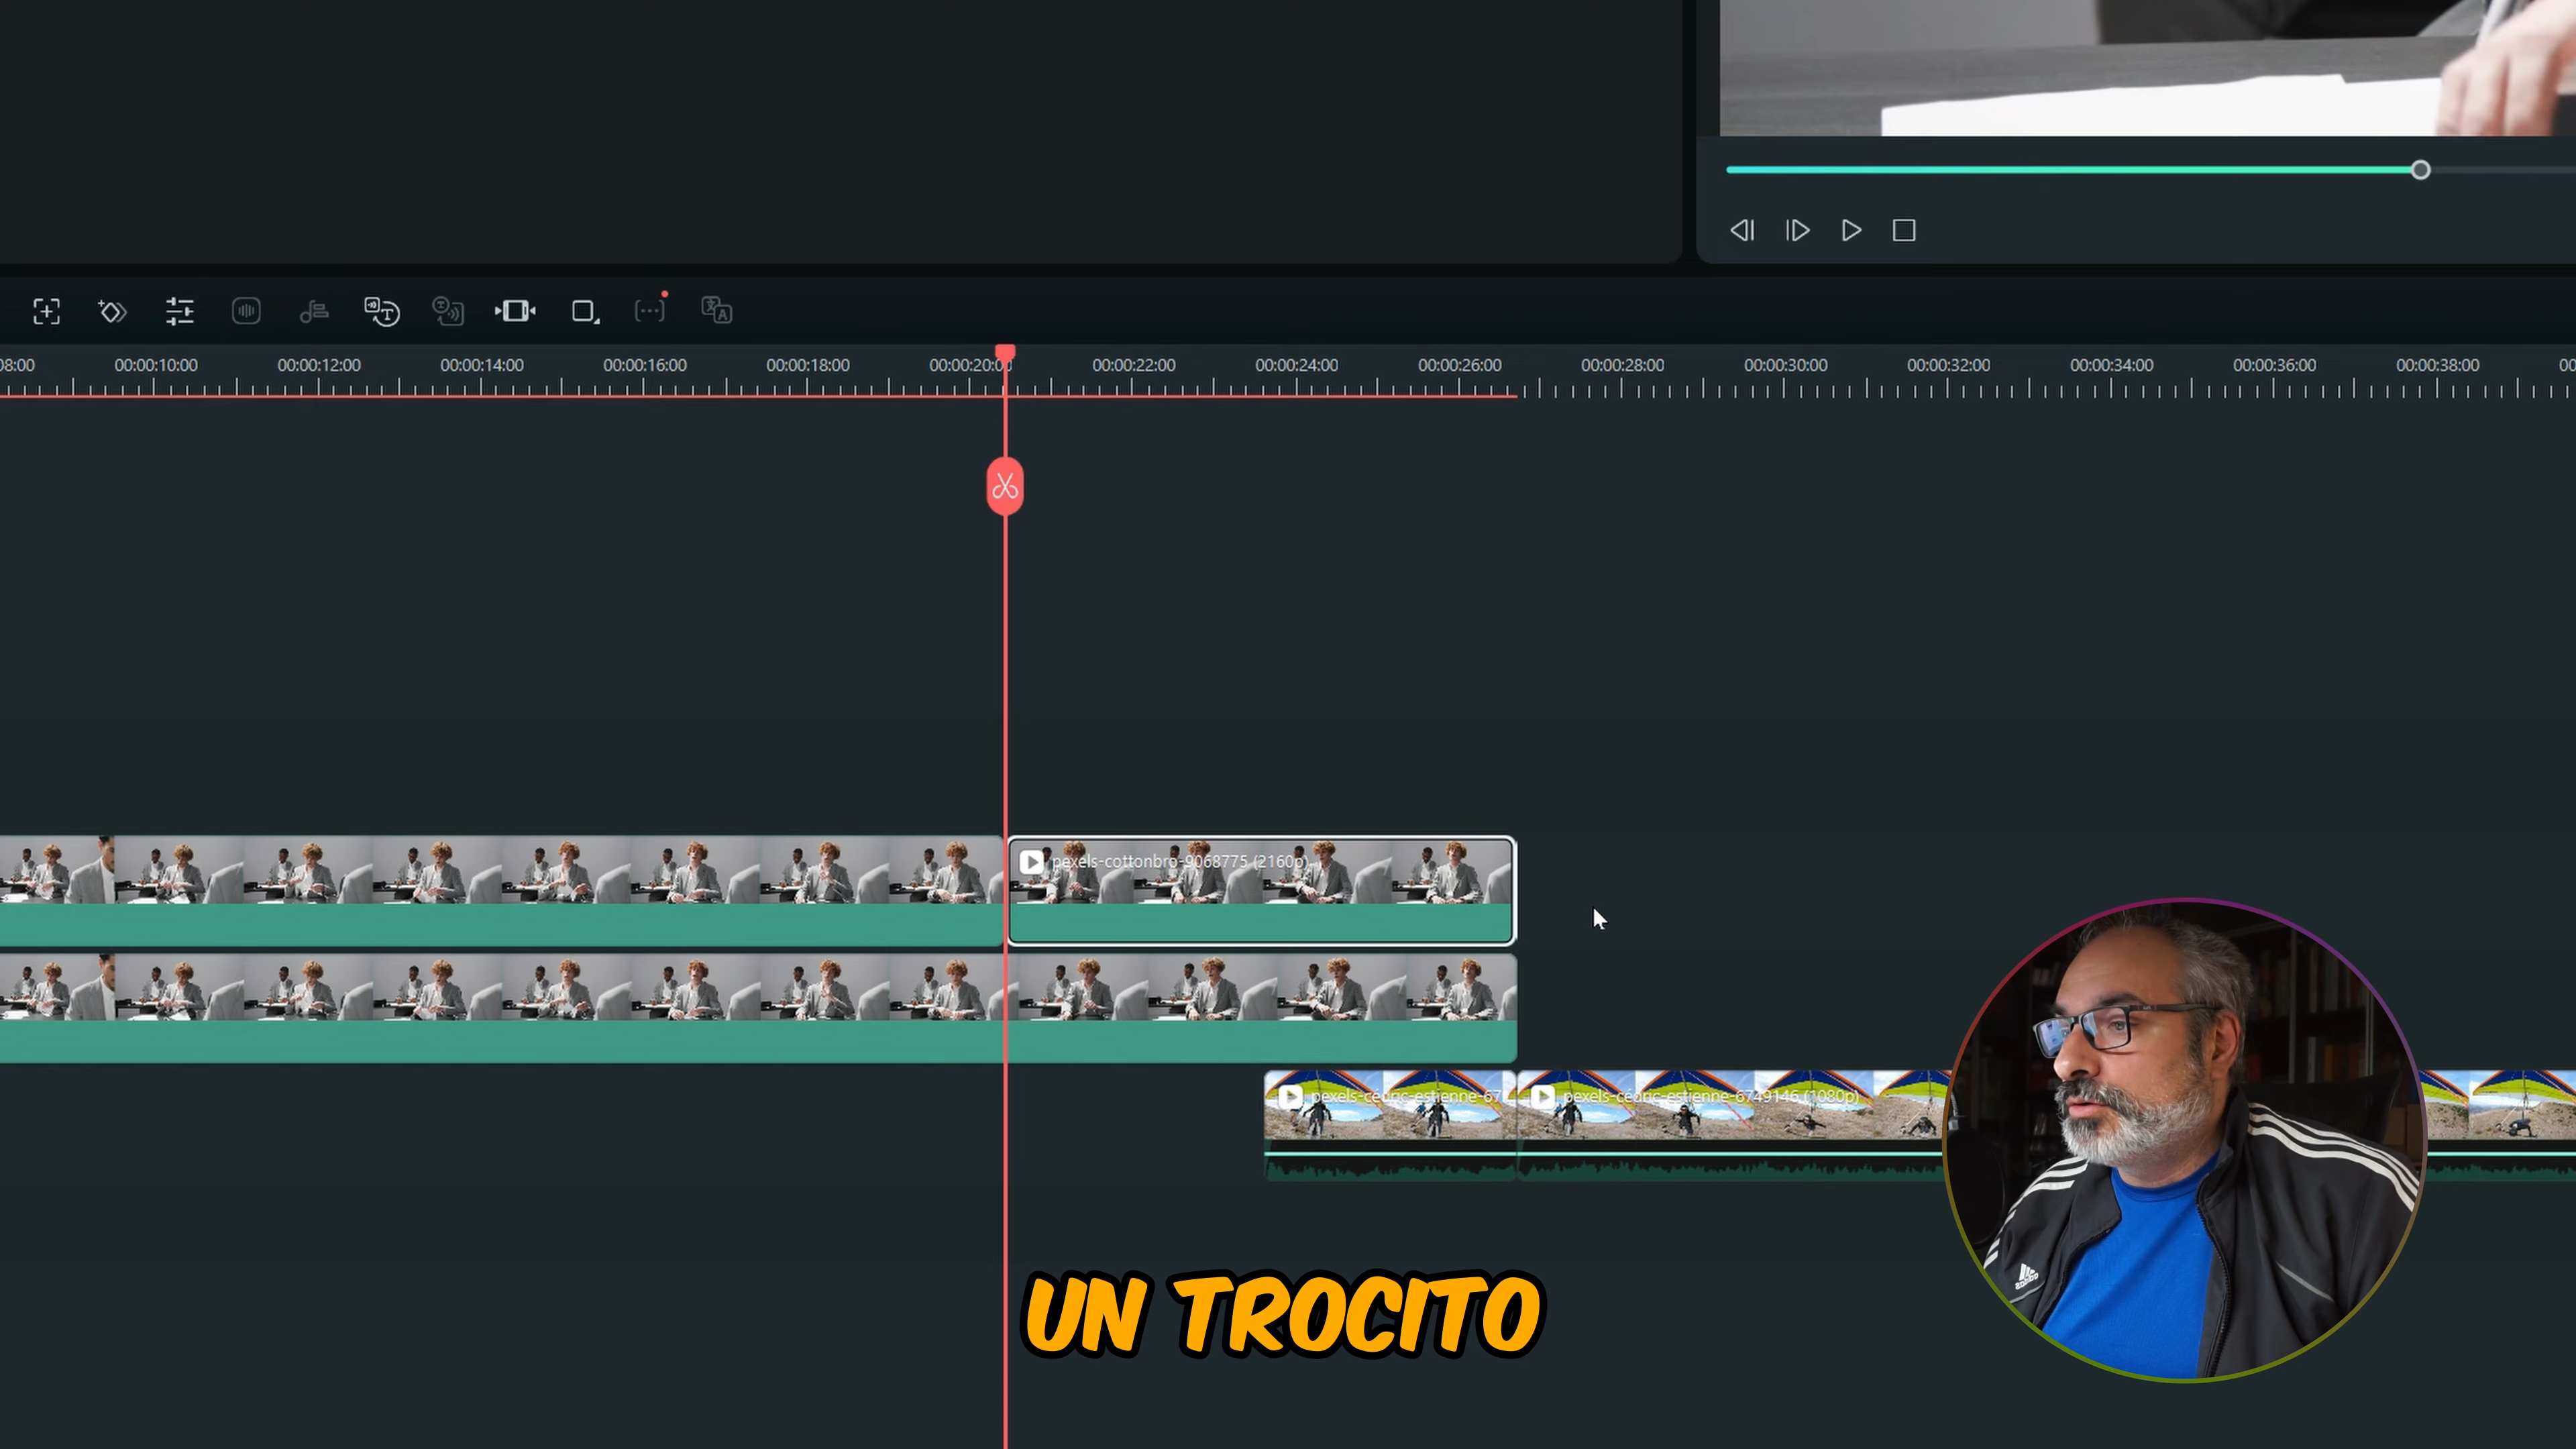 08:00 00:00:10:00 00:00:12:00 00:00:14:00 00:00:16:00 00:00:18:00 00:00:20:00 00:00:22:00 00:00:24:00 00:00:26:00 00:00:28:00 00:00:30:00 00:00:32:00 00:00:34:00 00:00:36:00 00:00:38:00 00
pexels-cottonbro-9068775 (2160p)
pexels-cedric-estienne-67 pexels-cedric-estienne-6749146 (1080p)
adidas
UN TROCITO